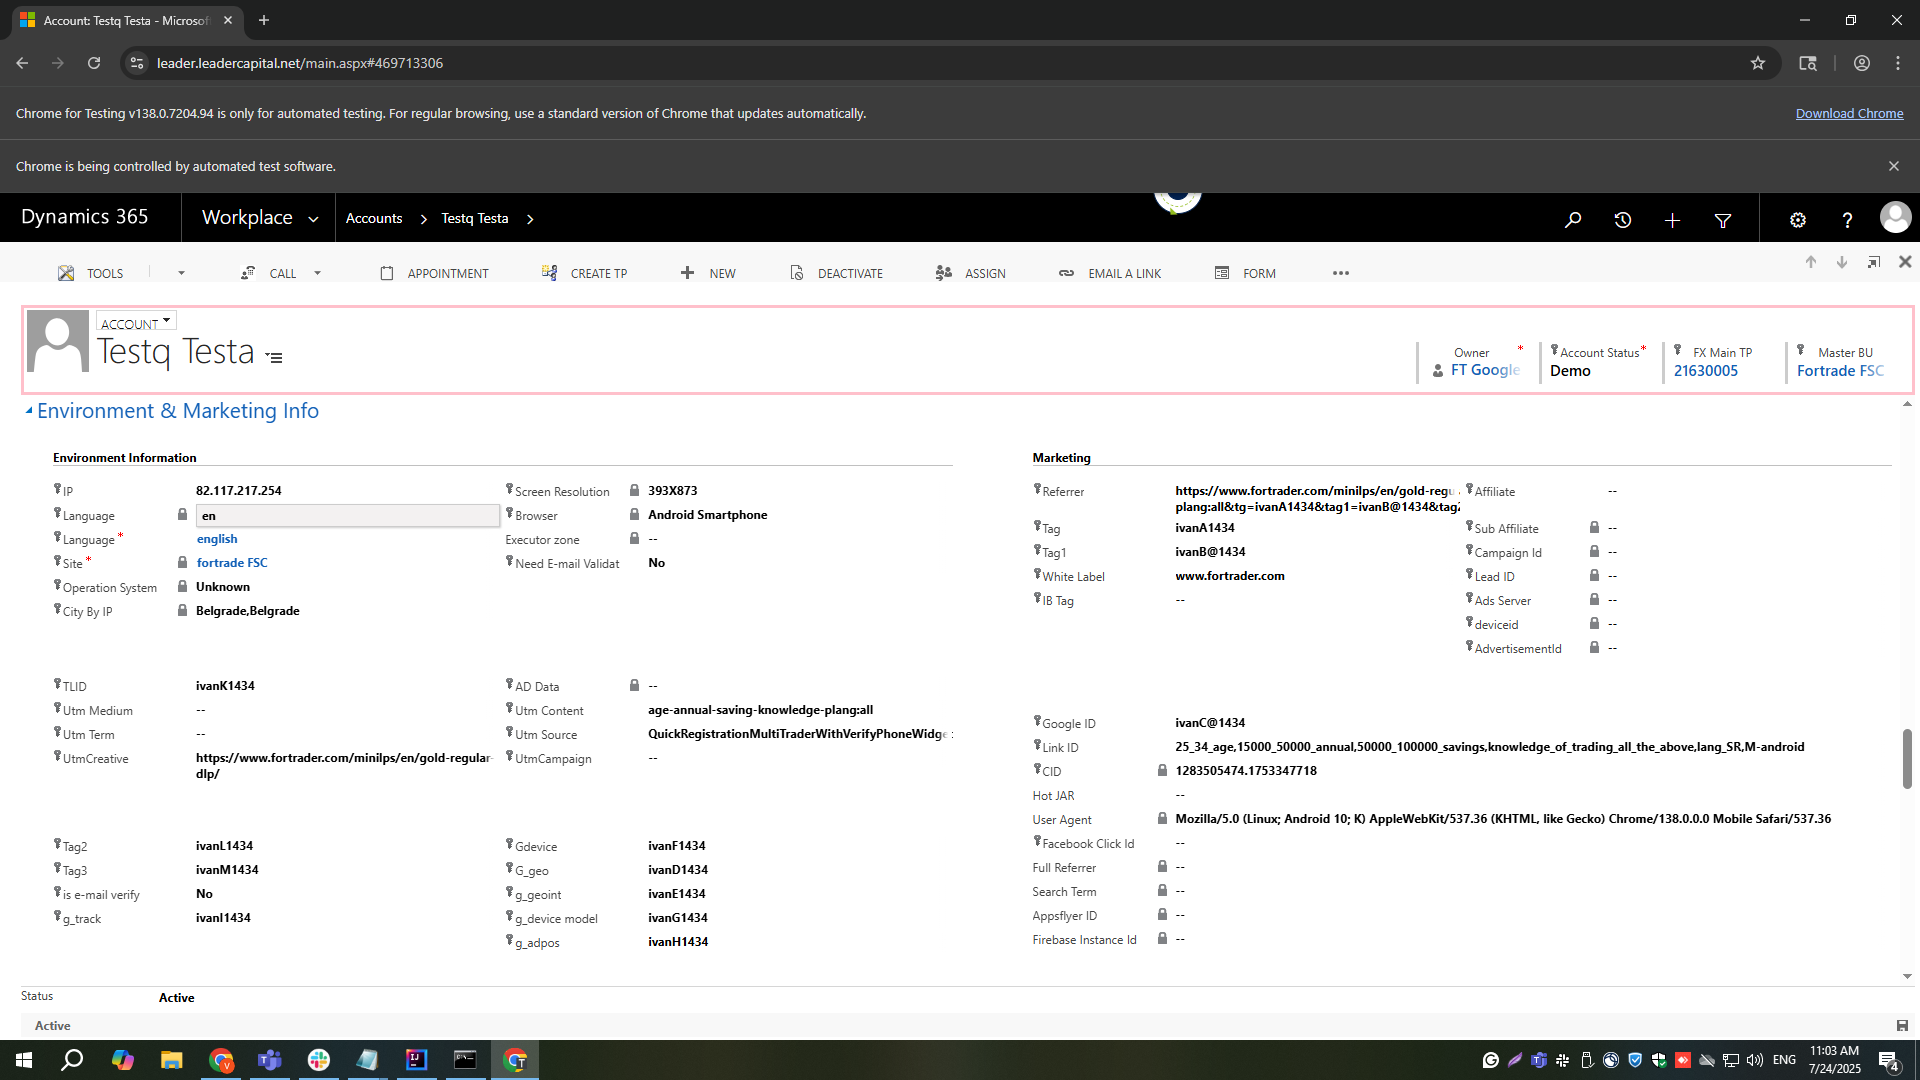 Account: Testq Testa - Microsof
leader.leadercapital.net/main.aspx#469713306
Chrome for Testing v138.0.7204.94 is only for automated testing. For regular browsing, use a standard version of Chrome that updates automatically.
Download Chrome
Chrome is being controlled by automated test software.
Dynamics 365
Workplace
Accounts
Testq Testa
TOOLS
CALL
APPOINTMENT
CREATE TP
NEW
DEACTIVATE
ASSIGN
EMAIL A LINK
FORM
ACCOUNT
Testq Testa
Owner *
FT Google
Account Status *
Demo
FX Main TP
21630005
Master BU
Fortrade FSC
Environment & Marketing Info
Environment Information
IP 82.117.217.254
Language en
Language * english
Site * fortrade FSC
Operation System Unknown
City By IP Belgrade,Belgrade
Screen Resolution 393X873
Browser Android Smartphone
Executor zone --
Need E-mail Validat No
TLID ivanK1434
Utm Medium --
Utm Term --
UtmCreative https://www.fortrader.com/minilps/en/gold-regular-
dlp/
AD Data --
Utm Content age-annual-saving-knowledge-plang:all
Utm Source QuickRegistrationMultiTraderWithVerifyPhoneWidge
UtmCampaign --
Tag2 ivanL1434
Tag3 ivanM1434
is e-mail verify No
g_track ivanI1434
Gdevice ivanF1434
G_geo ivanD1434
g_geoint ivanE1434
g_device model ivanG1434
g_adpos ivanH1434
Marketing
Referrer https://www.fortrader.com/minilps/en/gold-regu
plang:all&tg=ivanA1434&tag1=ivanB@1434&tag2
Tag ivanA1434
Tag1 ivanB@1434
White Label www.fortrader.com
IB Tag --
Affiliate --
Sub Affiliate --
Campaign Id --
Lead ID --
Ads Server --
deviceid --
AdvertisementId --
Google ID ivanC@1434
Link ID 25_34_age,15000_50000_annual,50000_100000_savings,knowledge_of_trading_all_the_above,lang_SR,M-android
CID 1283505474.1753347718
Hot JAR --
User Agent Mozilla/5.0 (Linux; Android 10; K) AppleWebKit/537.36 (KHTML, like Gecko) Chrome/138.0.0.0 Mobile Safari/537.36
Facebook Click Id --
Full Referrer --
Search Term --
Appsflyer ID --
Firebase Instance Id --
Status Active
Active
ENG
11:03 AM
7/24/2025
4